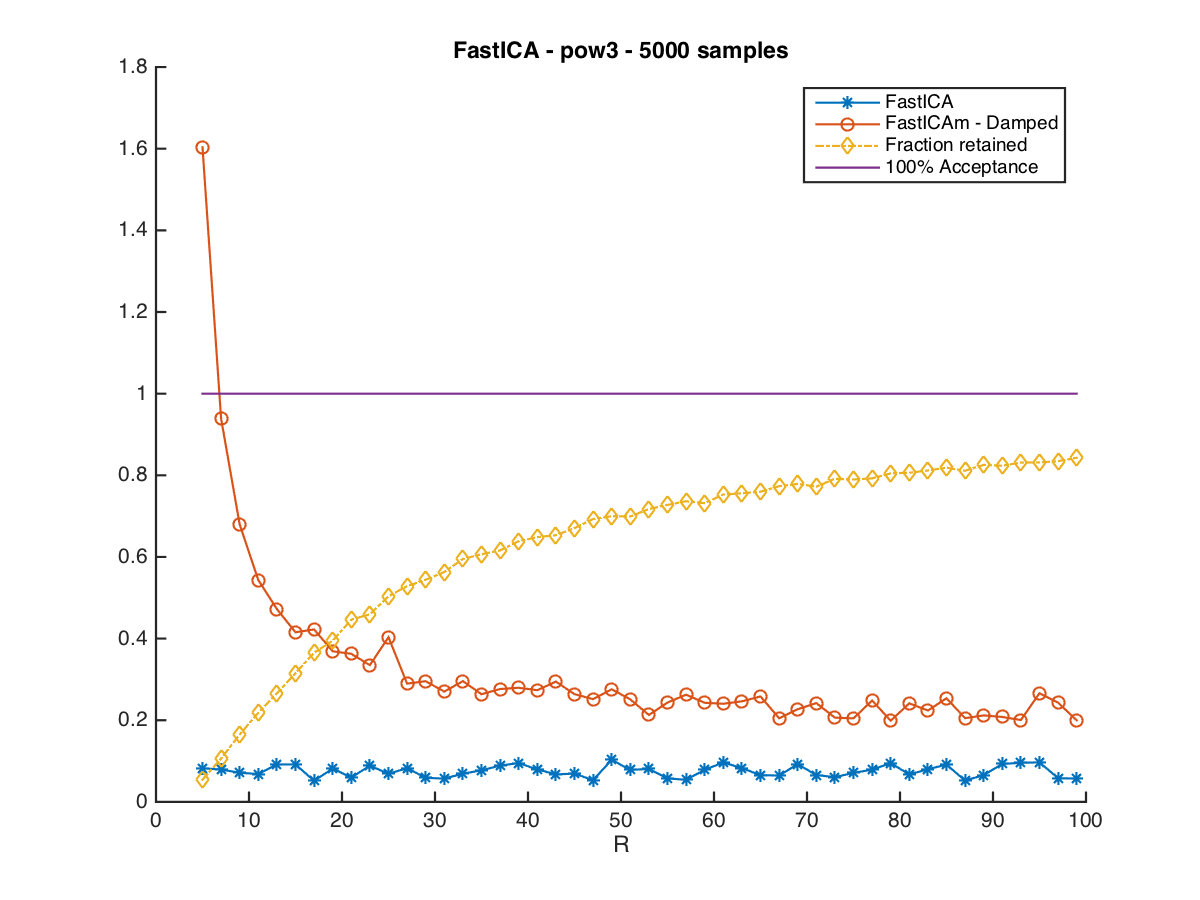 FastICA - pow3 - 5000 samples
1.8
1.6
1.4
1.2
1
0.8
0.6
0.4
0.2
0
FastICA
FastICAm - Damped
Fraction retained
100% Acceptance
0 10 20 30 40 50 60 70 80 90 100
R